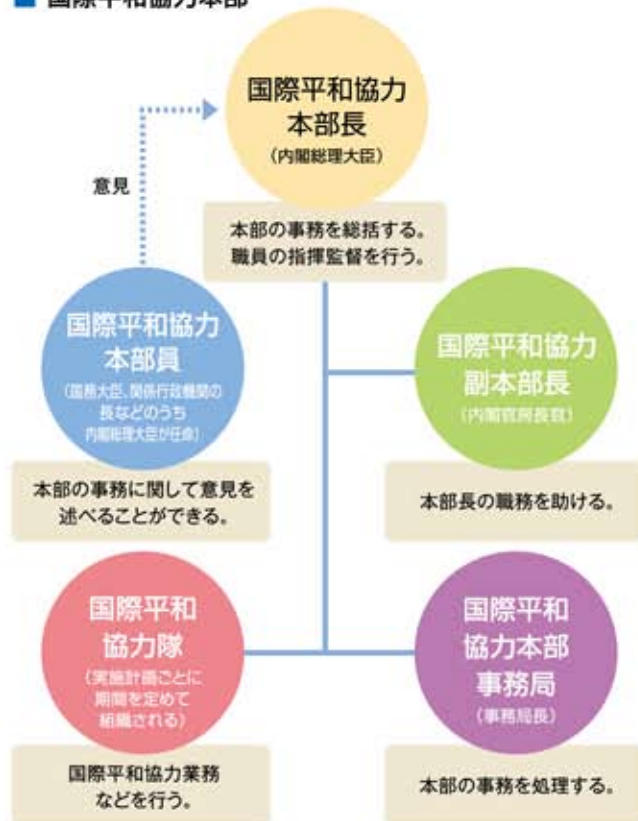 ■ 国際平和協力本部
国際平和協力
本部長
(内閣総理大臣)
意見
本部の事務を総括する。
職員の指揮監督を行う。
国際平和協力
本部員
(国務大臣、関係行政機関の
長などのうち
内閣総理大臣が任命)
国際平和協力
副本部長
(内閣官房長官)
本部の事務に関して意見を
述べることができる。
本部長の職務を助ける。
国際平和
協力隊
(実施計画ごとに
期間を定めて
組織される)
国際平和
協力本部
事務局
(事務局長)
国際平和協力業務
などを行う。
本部の事務を処理する。